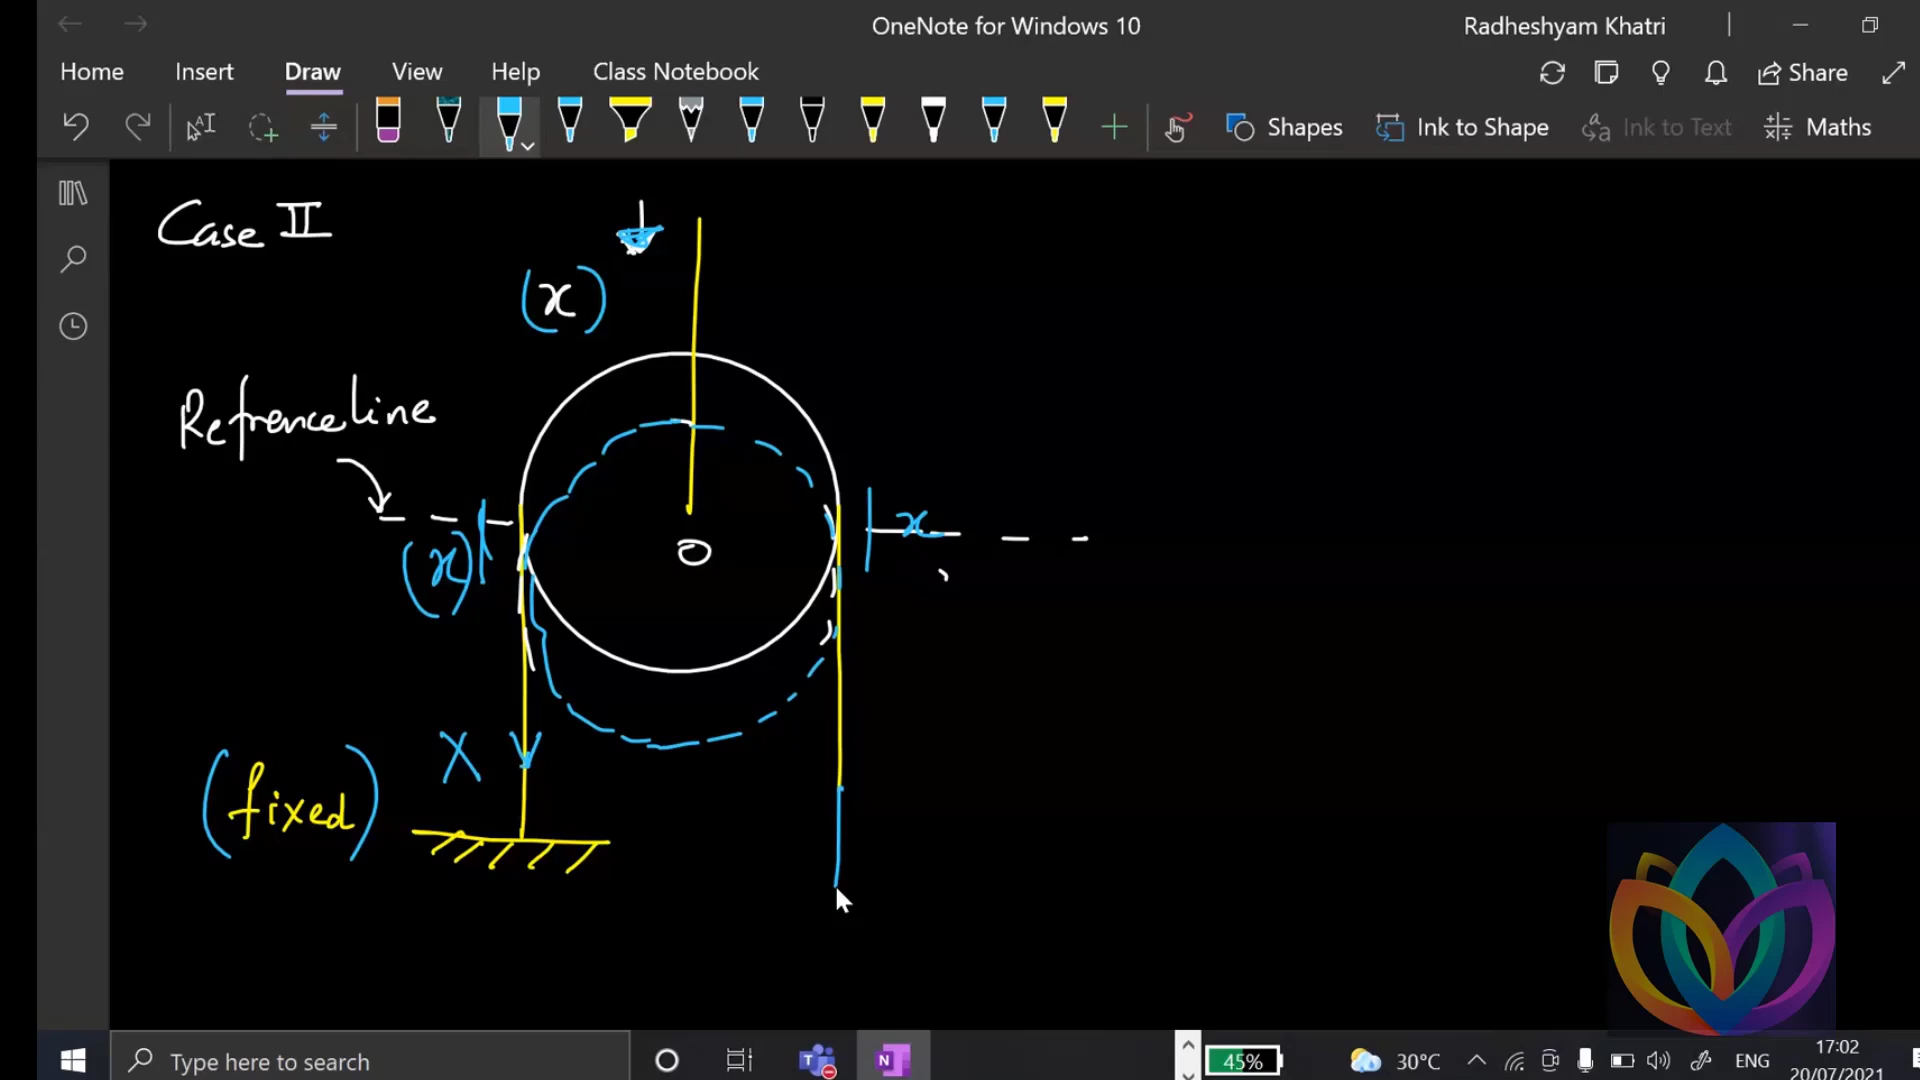 OneNote for Windows 10
Radheshyam Khatri
Home Insert Draw View Help Class Notebook
Share
Shapes Ink to Shape Ink to Text Maths
Case II
(x)
Refrence line
(x)
x
O
X
(fixed)
Type here to search
45%
30°C
ENG
17:02
20/07/2021